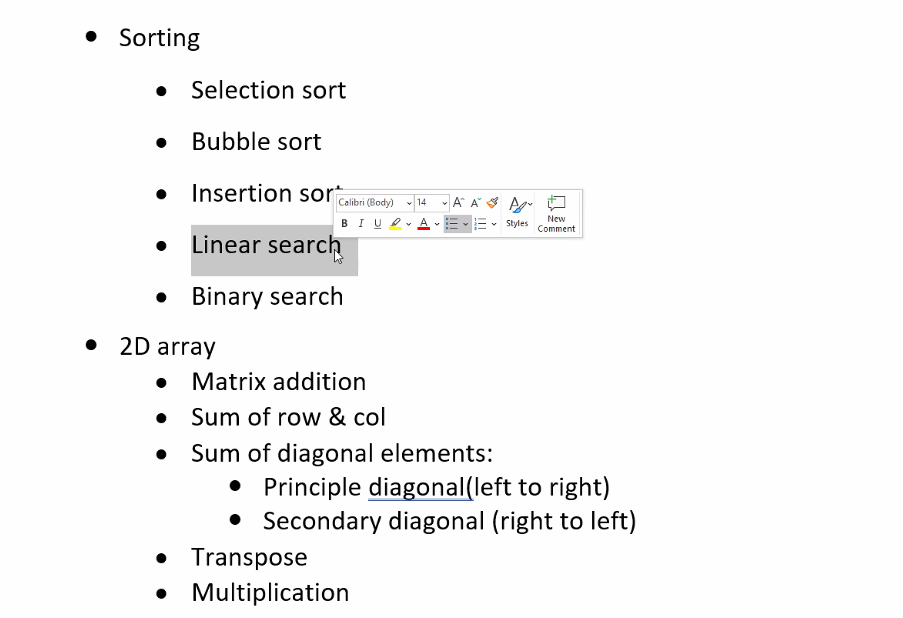 Sorting
Selection sort
Bubble sort
Insertion sort
Calibri (Body) 14 A A
B I U A Styles New Comment
Linear search
Binary search
2D array
Matrix addition
Sum of row & col
Sum of diagonal elements:
Principle diagonal(left to right)
Secondary diagonal (right to left)
Transpose
Multiplication